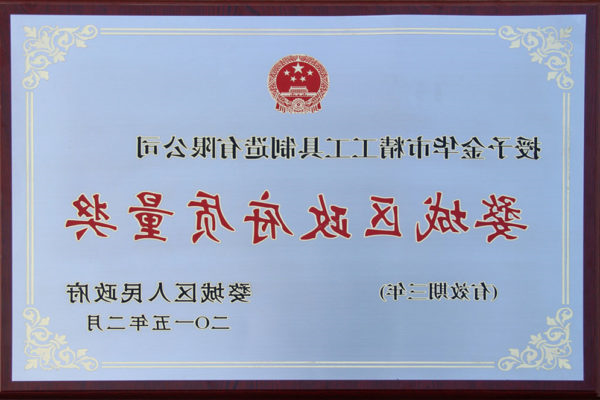 授予金华市精工工具制造有限公司
婺城区政府质量奖
(有效期三年)
婺城区人民政府
二〇一五年二月